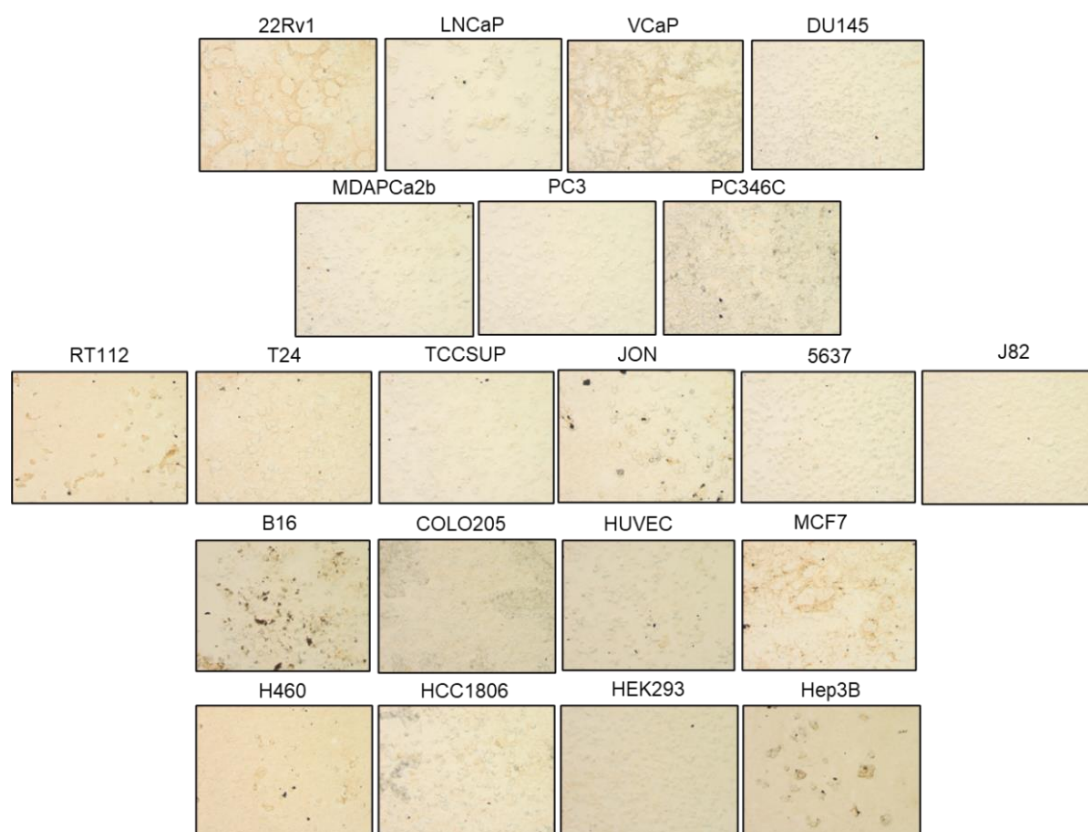 22Rv1 LNCaP VCaP DU145
MDAPCa2b PC3 PC346C
RT112 T24 TCCSUP JON 5637 J82
B16 COLO205 HUVEC MCF7
H460 HCC1806 HEK293 Hep3B